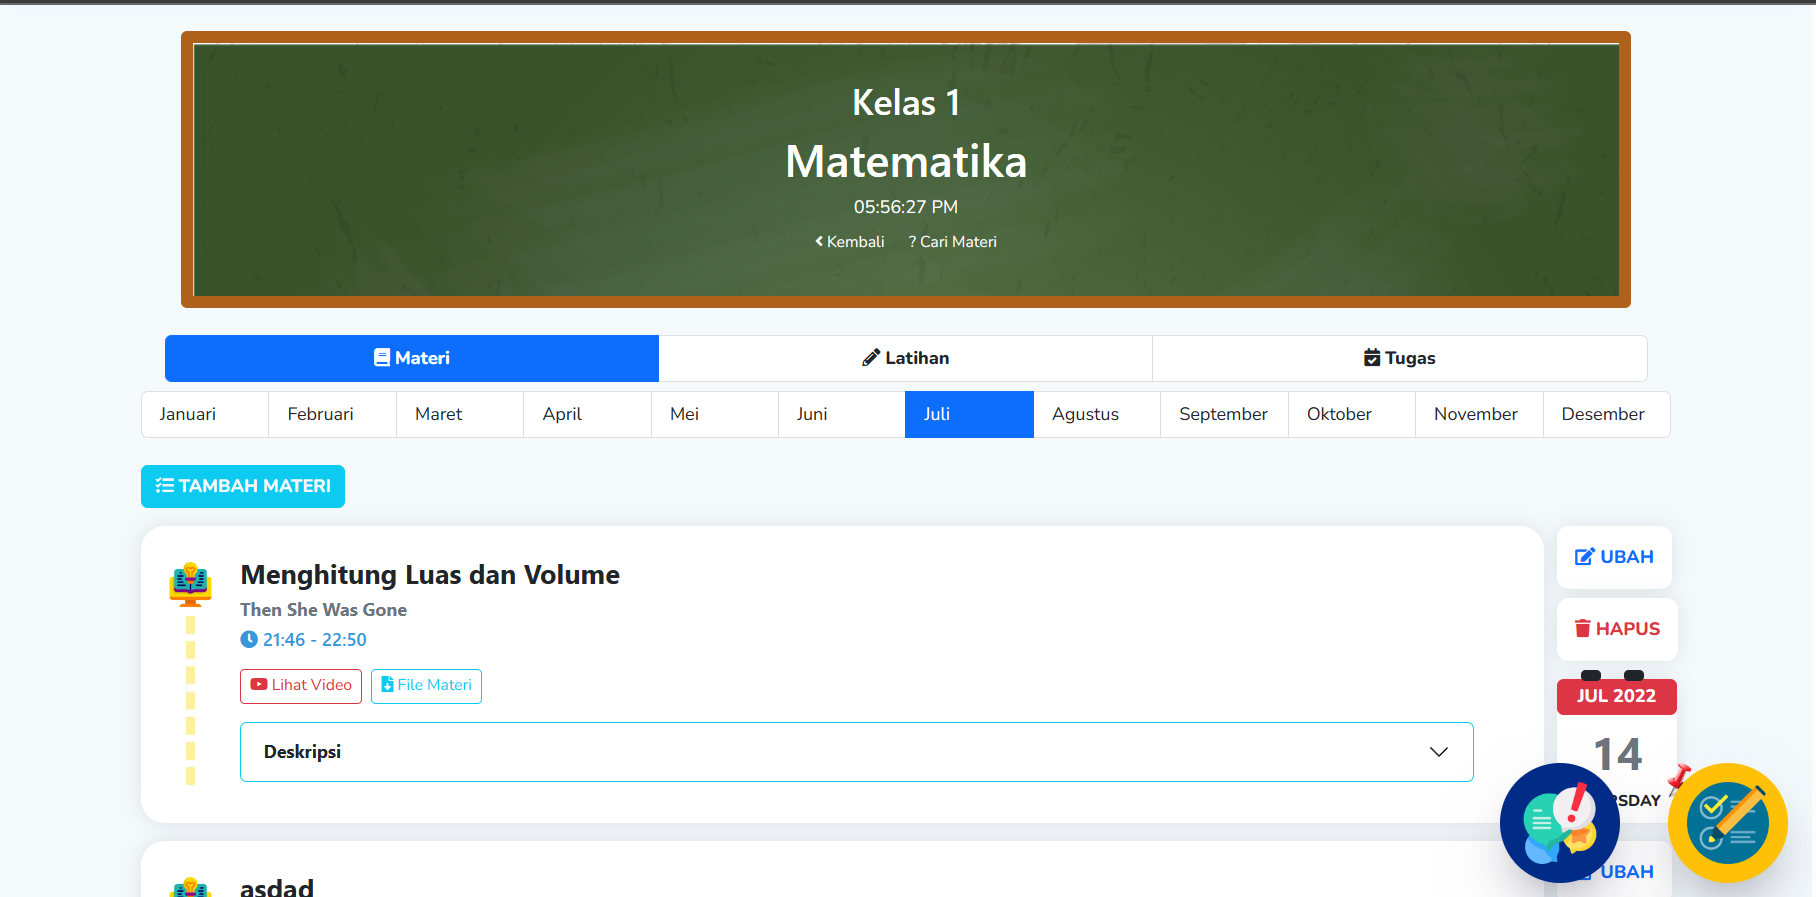 Kelas 1
Matematika
05:56:27 PM
Kembali ? Cari Materi
Materi Latihan Tugas
Januari Februari Maret April Mei Juni Juli Agustus September Oktober November Desember
TAMBAH MATERI
Menghitung Luas dan Volume
Then She Was Gone
21:46 - 22:50
Lihat Video File Materi
Deskripsi
UBAH
HAPUS
JUL 2022
14
RSDAY
asdad
UBAH